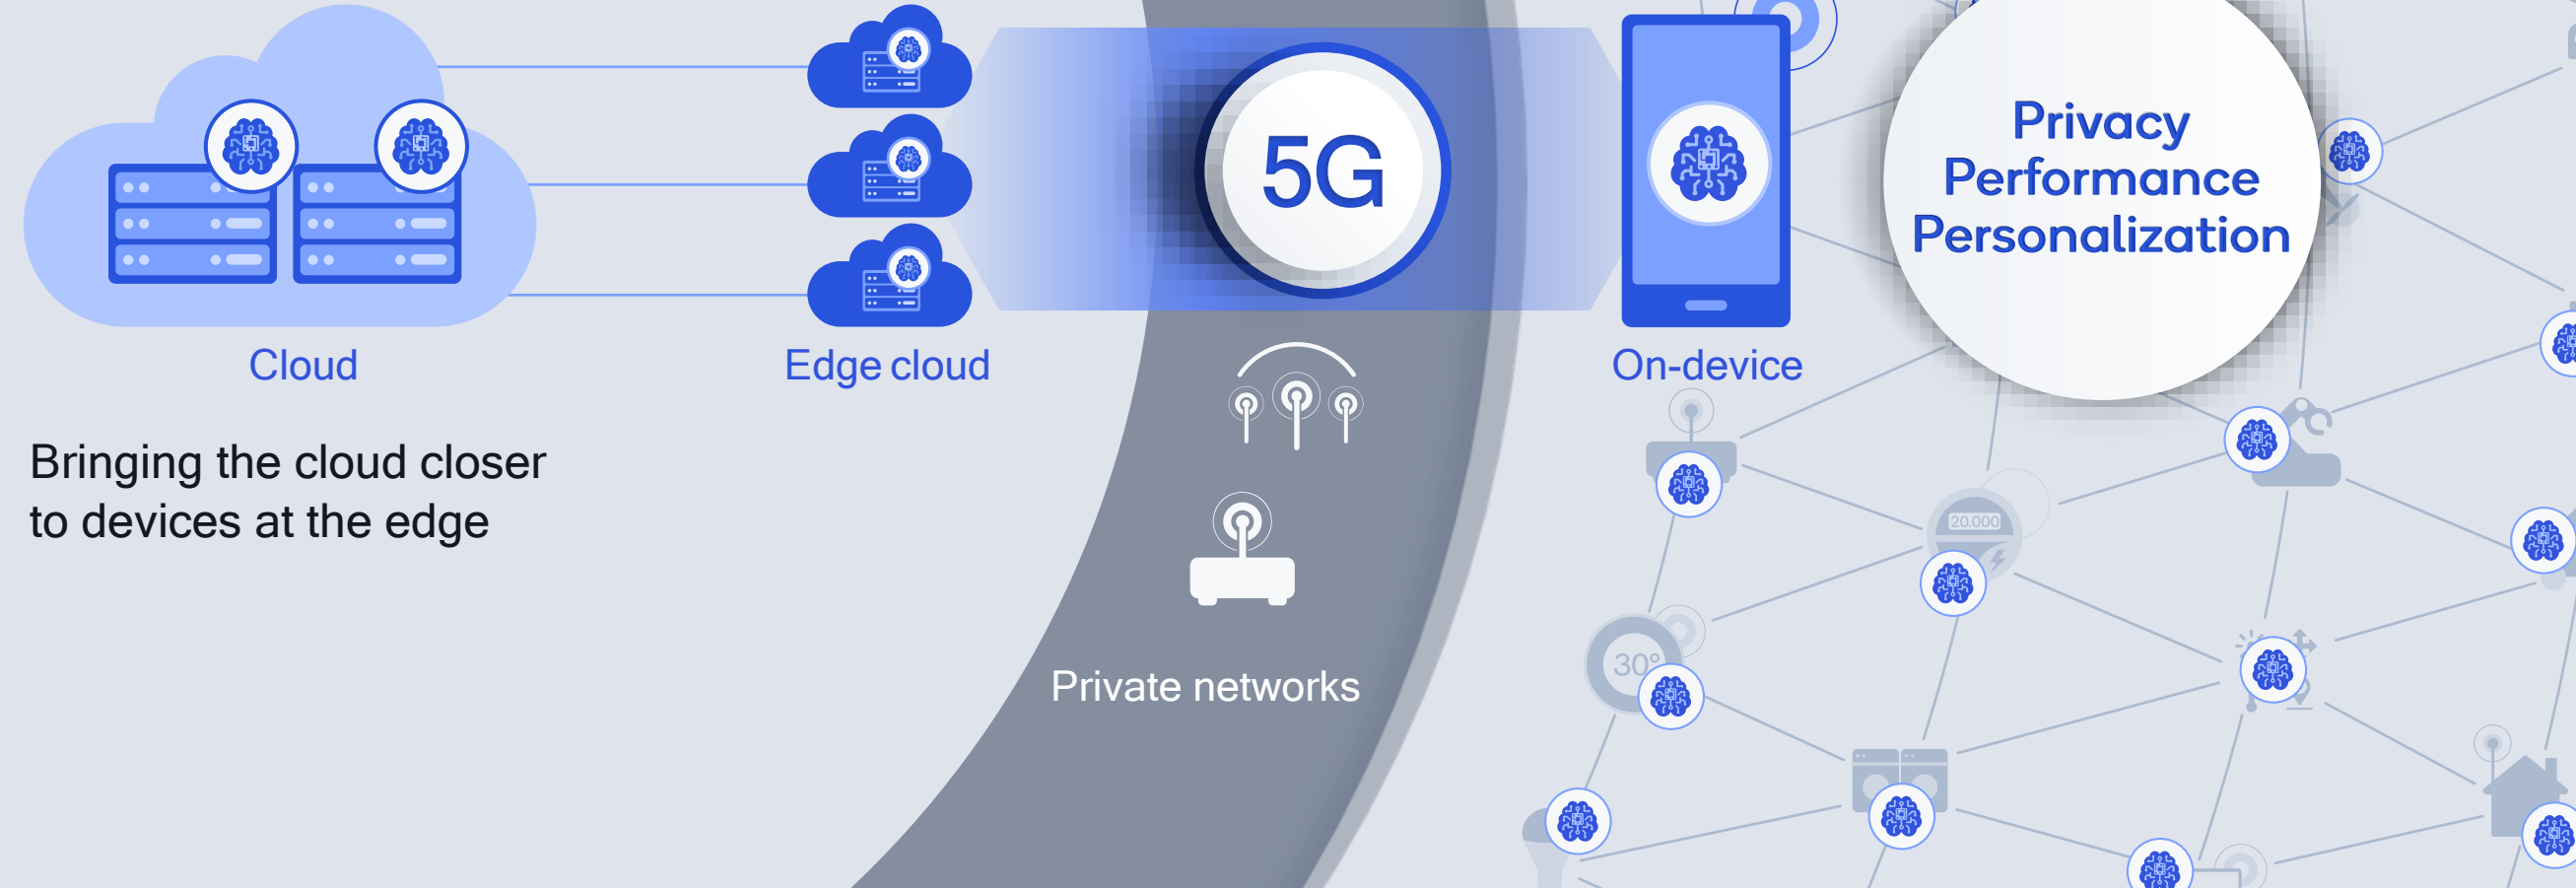 5G
Privacy
Performance
Personalization
Cloud
Edge cloud
On-device
Bringing the cloud closer
to devices at the edge
20.000
30°
Private networks